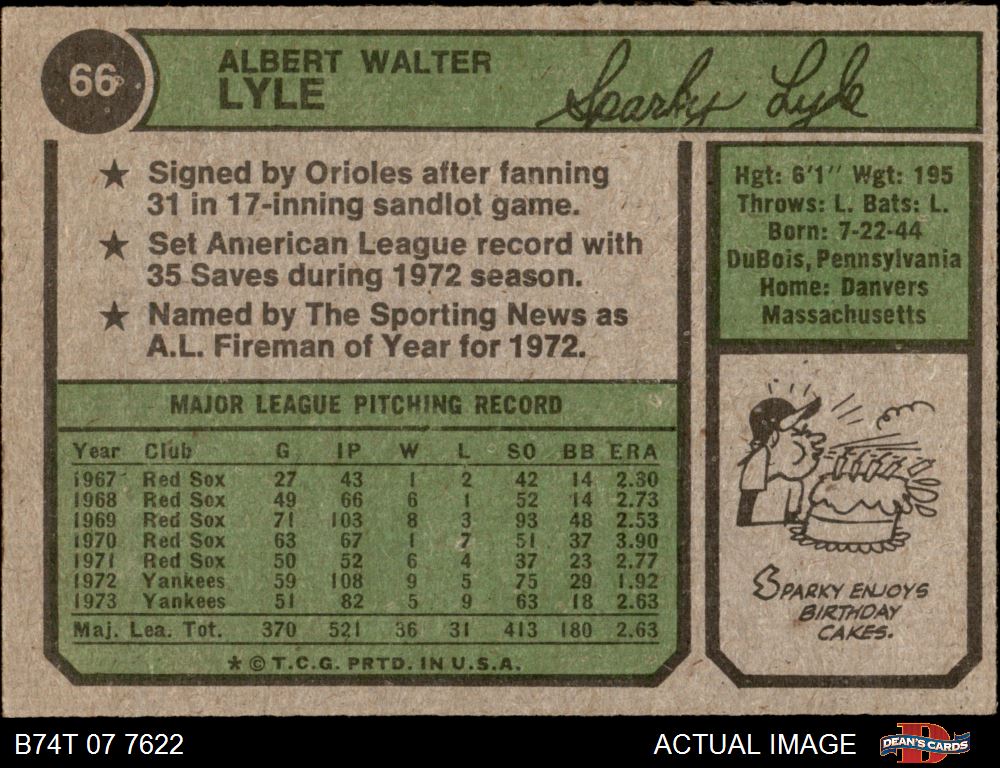 66
ALBERT WALTER
LYLE
Sparky Lyle
★ Signed by Orioles after fanning
31 in 17-inning sandlot game.
★ Set American League record with
35 Saves during 1972 season.
★ Named by The Sporting News as
A.L. Fireman of Year for 1972.
Hgt: 6'1" Wgt: 195
Throws: L. Bats: L.
Born: 7-22-44
DuBois, Pennsylvania
Home: Danvers
Massachusetts
MAJOR LEAGUE PITCHING RECORD
Year Club G IP W L SO BB ERA
1967 Red Sox 27 43 1 2 42 14 2.30
1968 Red Sox 49 66 6 1 52 14 2.73
1969 Red Sox 71 103 8 3 93 48 2.53
1970 Red Sox 63 67 1 7 51 37 3.90
1971 Red Sox 50 52 6 4 37 23 2.77
1972 Yankees 59 108 9 5 75 29 1.92
1973 Yankees 51 82 5 9 63 18 2.63
Maj. Lea. Tot. 370 521 36 31 413 180 2.63
* © T.C.G. PRTD. IN U.S.A.
SPARKY ENJOYS
BIRTHDAY
CAKES.
B74T 07 7622
ACTUAL IMAGE
DEAN'S CARDS